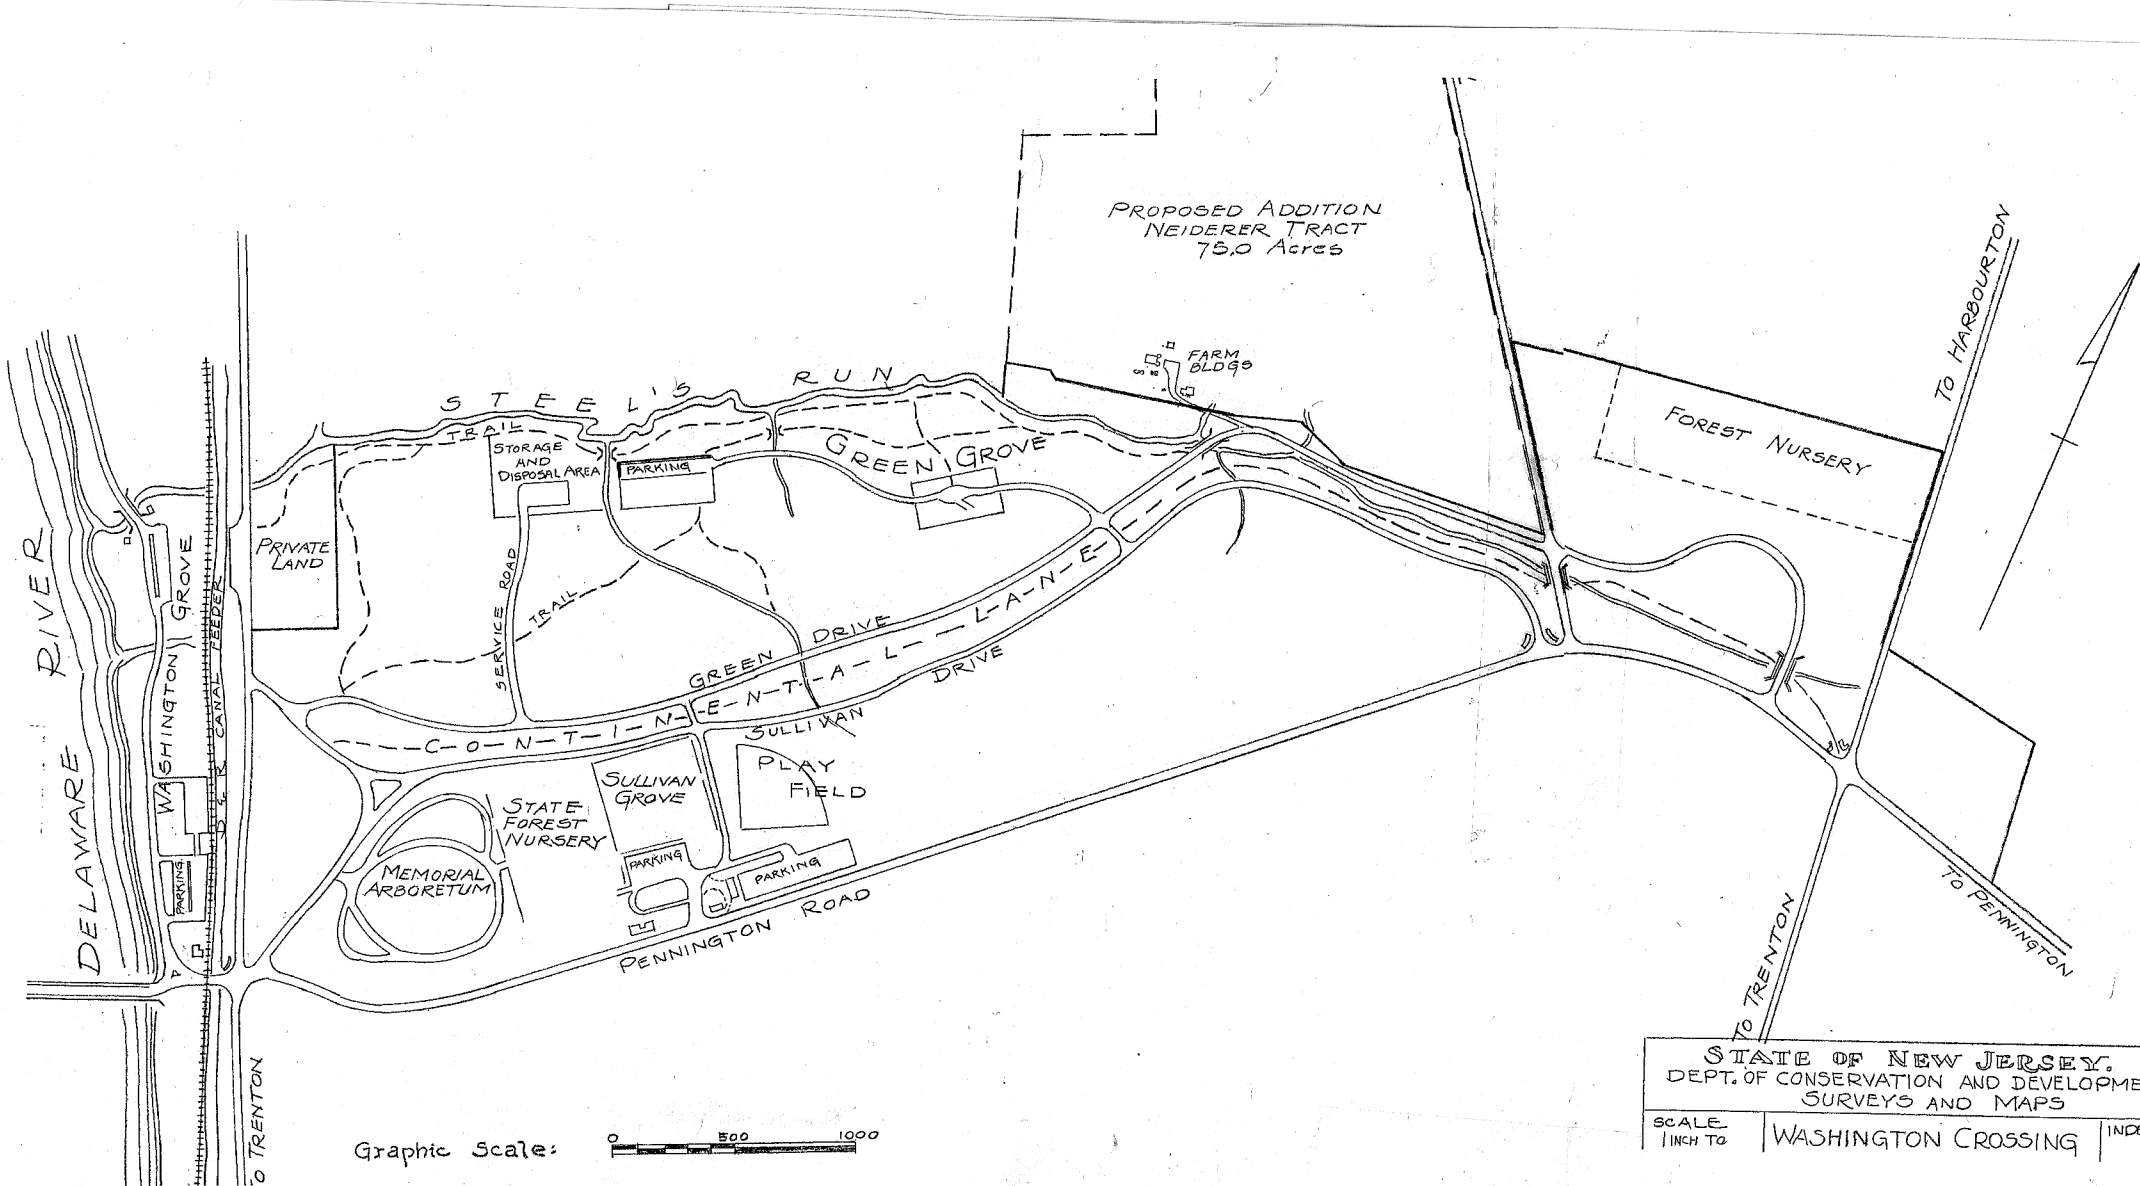 PROPOSED ADDITION
NEIDERER TRACT
75.0 Acres
TO HARBOURTON
FARM
BLDGS
STEEL'S RUN
TRAIL
STORAGE
AND
DISPOSAL AREA
PARKING
GREEN GROVE
FOREST NURSERY
PRIVATE
LAND
DELAWARE RIVER
WASHINGTON GROVE
D & R CANAL FEEDER
SERVICE ROAD
TRAIL
GREEN DRIVE
CONTINENTAL LANE
SULLIVAN DRIVE
SULLIVAN
GROVE
PLAY
FIELD
STATE
FOREST
NURSERY
MEMORIAL
ARBORETUM
PARKING
PARKING
PARKING
PENNINGTON ROAD
TO PENNINGTON
TO TRENTON
TO TRENTON
Graphic Scale:
0 500 1000
STATE OF NEW JERSEY.
DEPT. OF CONSERVATION AND DEVELOPME
SURVEYS AND MAPS
SCALE
1 INCH TO
WASHINGTON CROSSING
INDE